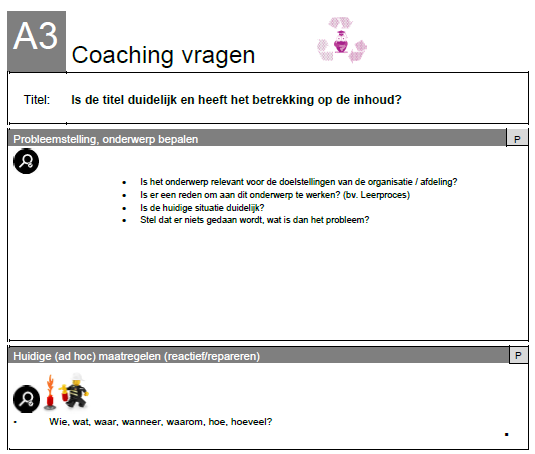 A3
Coaching vragen
Titel: Is de titel duidelijk en heeft het betrekking op de inhoud?
Probleemstelling, onderwerp bepalen P
• Is het onderwerp relevant voor de doelstellingen van de organisatie / afdeling?
• Is er een reden om aan dit onderwerp te werken? (bv. Leerproces)
• Is de huidige situatie duidelijk?
• Stel dat er niets gedaan wordt, wat is dan het probleem?
Huidige (ad hoc) maatregelen (reactief/repareren) P
• Wie, wat, waar, wanneer, waarom, hoe, hoeveel?